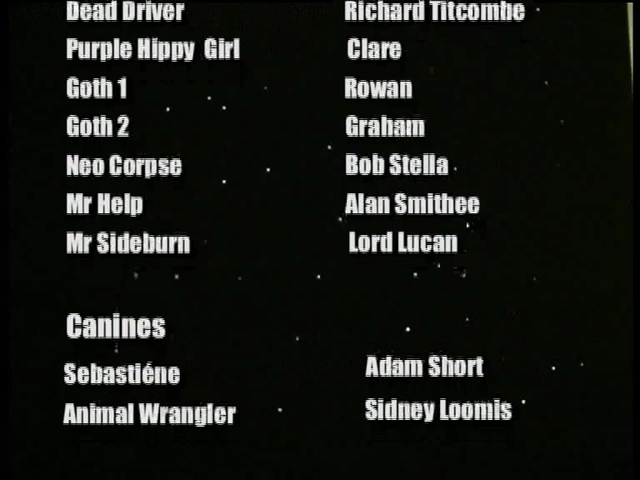 Dead Driver Richard Titcombe
Purple Hippy Girl Clare
Goth 1 Rowan
Goth 2 Graham
Neo Corpse Bob Stella
Mr Help Alan Smithee
Mr Sideburn Lord Lucan
Canines
Sebastiéne Adam Short
Animal Wrangler Sidney Loomis